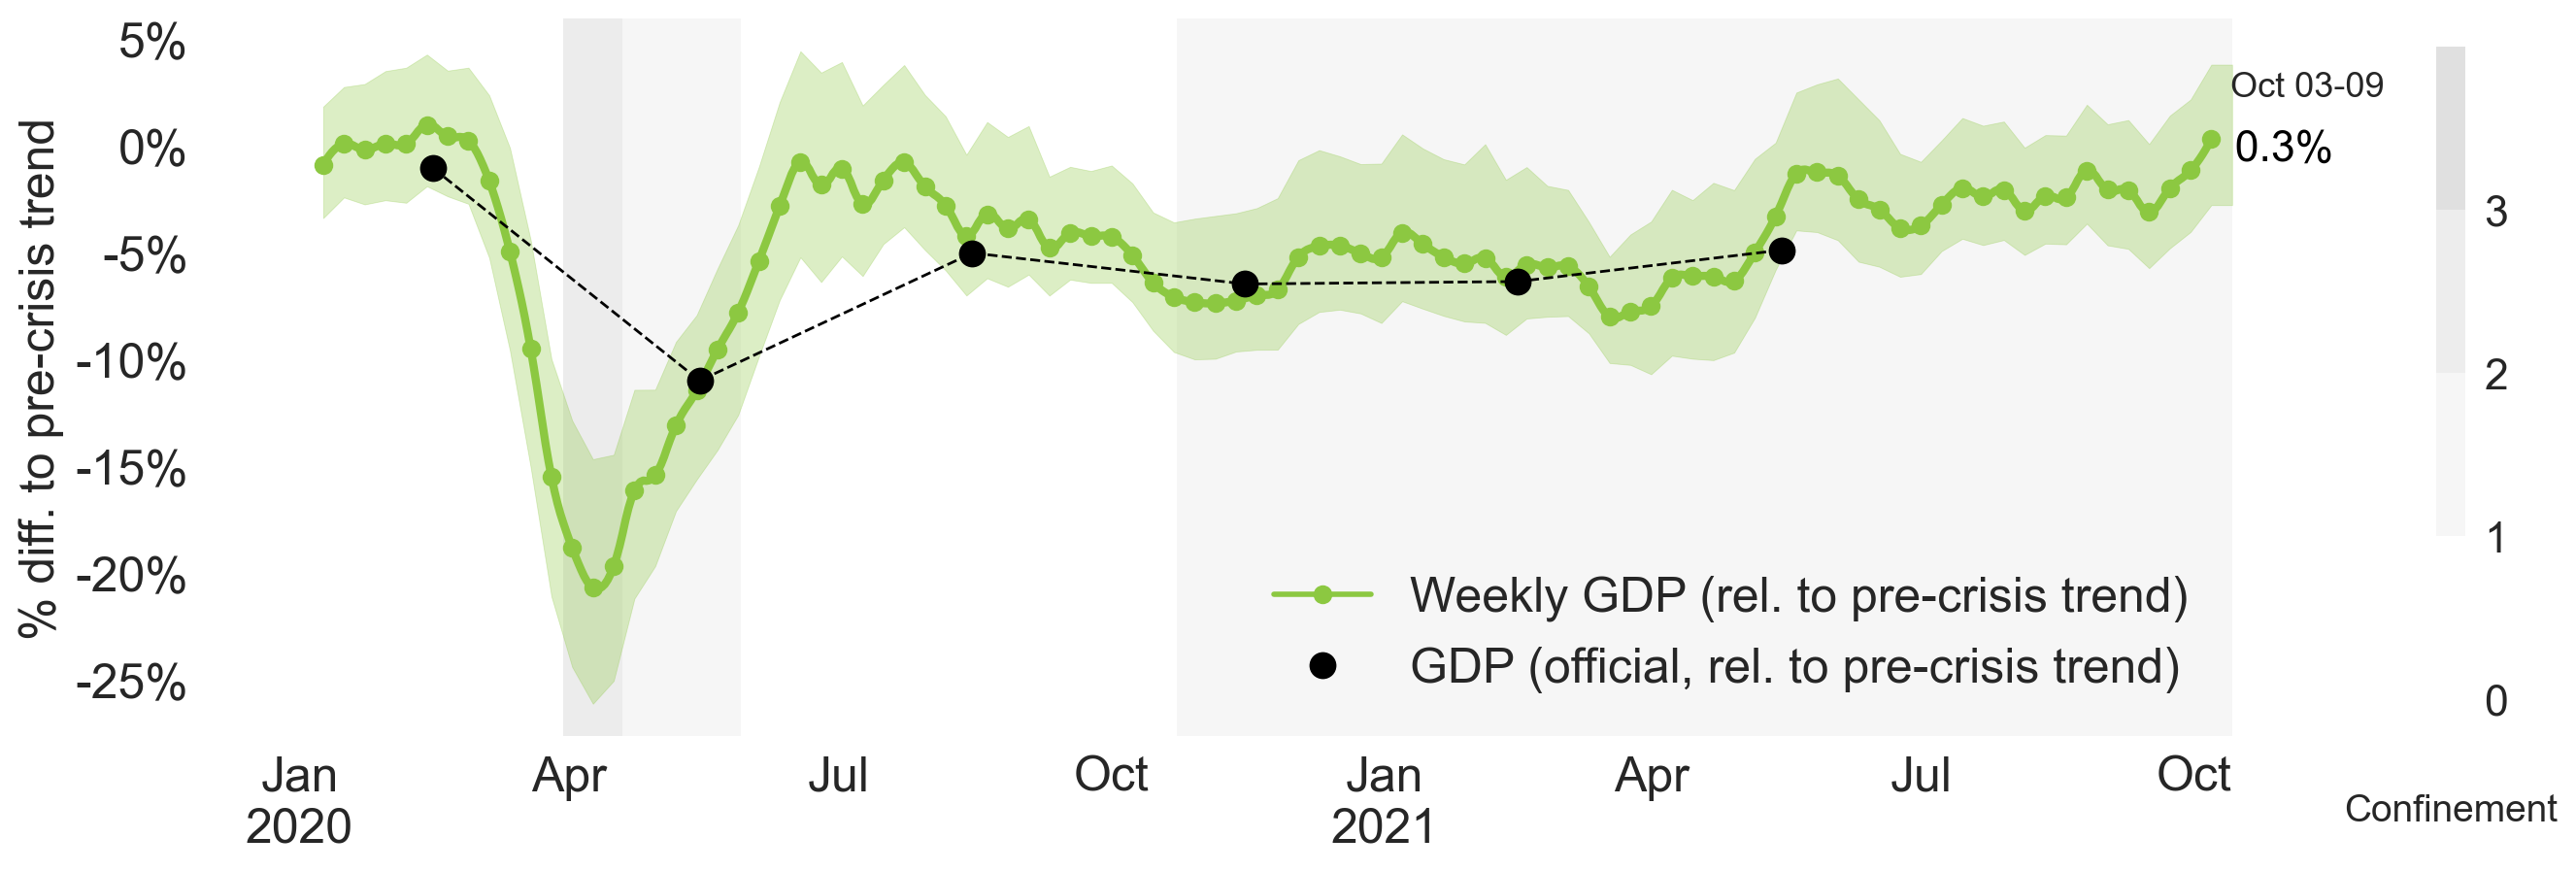 % diff. to pre-crisis trend
5%
0%
-5%
-10%
-15%
-20%
-25%
Oct 03-09
0.3%
Weekly GDP (rel. to pre-crisis trend)
GDP (official, rel. to pre-crisis trend)
Jan
2020
Apr
Jul
Oct
Jan
2021
Apr
Jul
Oct
3
2
1
0
Confinement